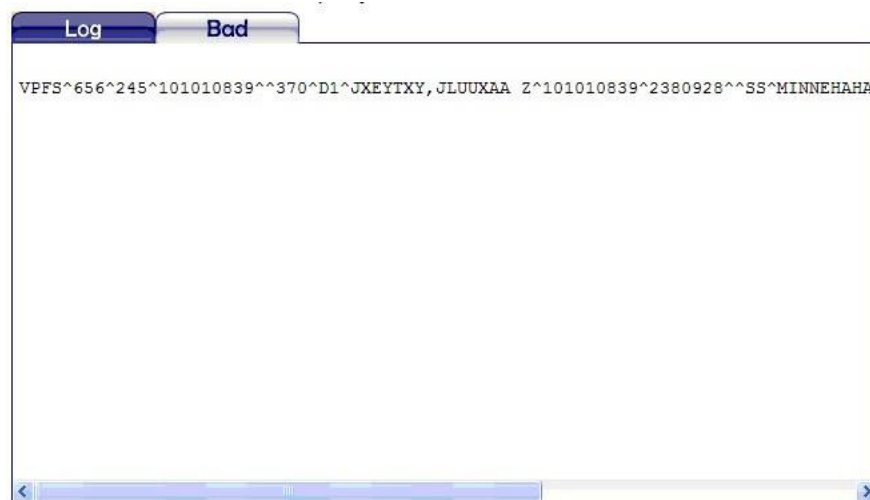 Log
Bad
VPFS^656^245^101010839^^370^D1^JXEYTXY,JLUUXAA Z^101010839^2380928^^SS^MINNEHAHA